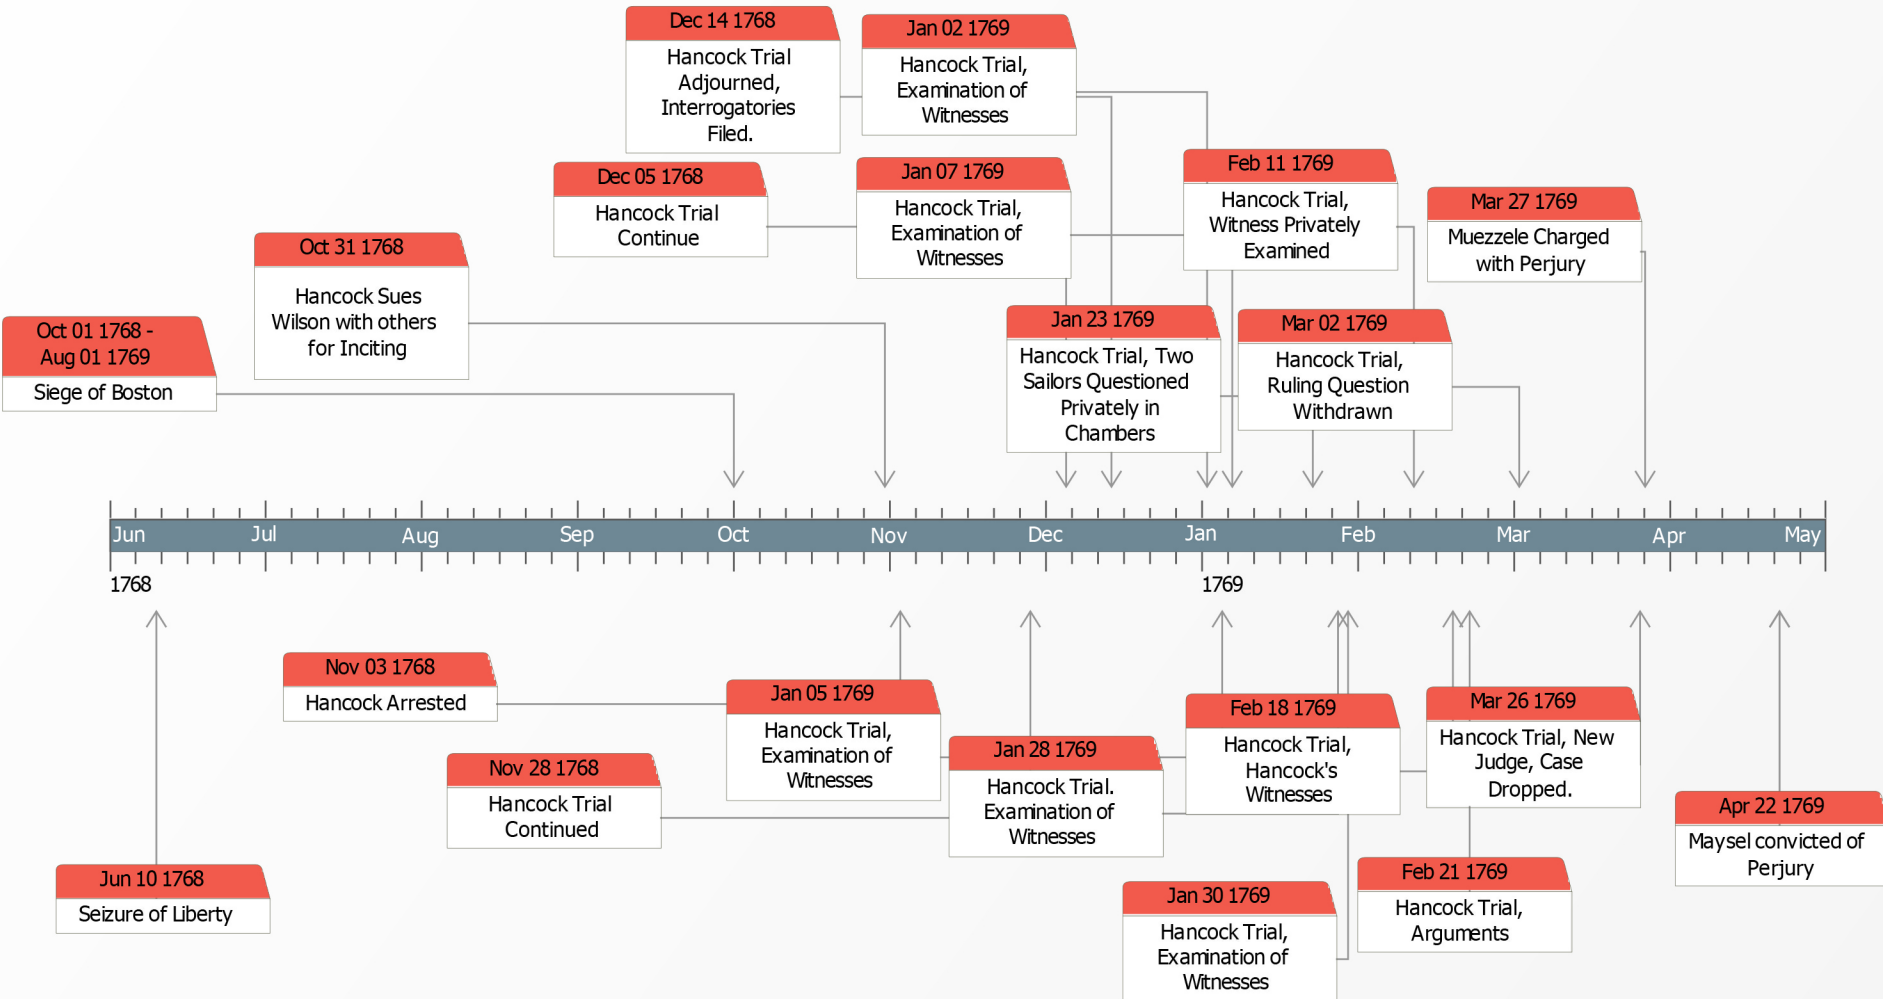 Dec 14 1768
Hancock Trial
Adjourned,
Interrogatories
Filed.
Jan 02 1769
Hancock Trial,
Examination of
Witnesses
Dec 05 1768
Hancock Trial
Continue
Jan 07 1769
Hancock Trial,
Examination of
Witnesses
Feb 11 1769
Hancock Trial,
Witness Privately
Examined
Mar 27 1769
Muezzele Charged
with Perjury
Oct 31 1768
Hancock Sues
Wilson with others
for Inciting
Oct 01 1768 -
Aug 01 1769
Siege of Boston
Jan 23 1769
Hancock Trial, Two
Sailors Questioned
Privately in
Chambers
Mar 02 1769
Hancock Trial,
Ruling Question
Withdrawn
Jun Jul Aug Sep Oct Nov Dec Jan Feb Mar Apr May
1768 1769
Nov 03 1768
Hancock Arrested
Jan 05 1769
Hancock Trial,
Examination of
Witnesses
Nov 28 1768
Hancock Trial
Continued
Jan 28 1769
Hancock Trial.
Examination of
Witnesses
Feb 18 1769
Hancock Trial,
Hancock's
Witnesses
Mar 26 1769
Hancock Trial, New
Judge, Case
Dropped.
Apr 22 1769
Maysel convicted of
Perjury
Jun 10 1768
Seizure of Liberty
Jan 30 1769
Hancock Trial,
Examination of
Witnesses
Feb 21 1769
Hancock Trial,
Arguments